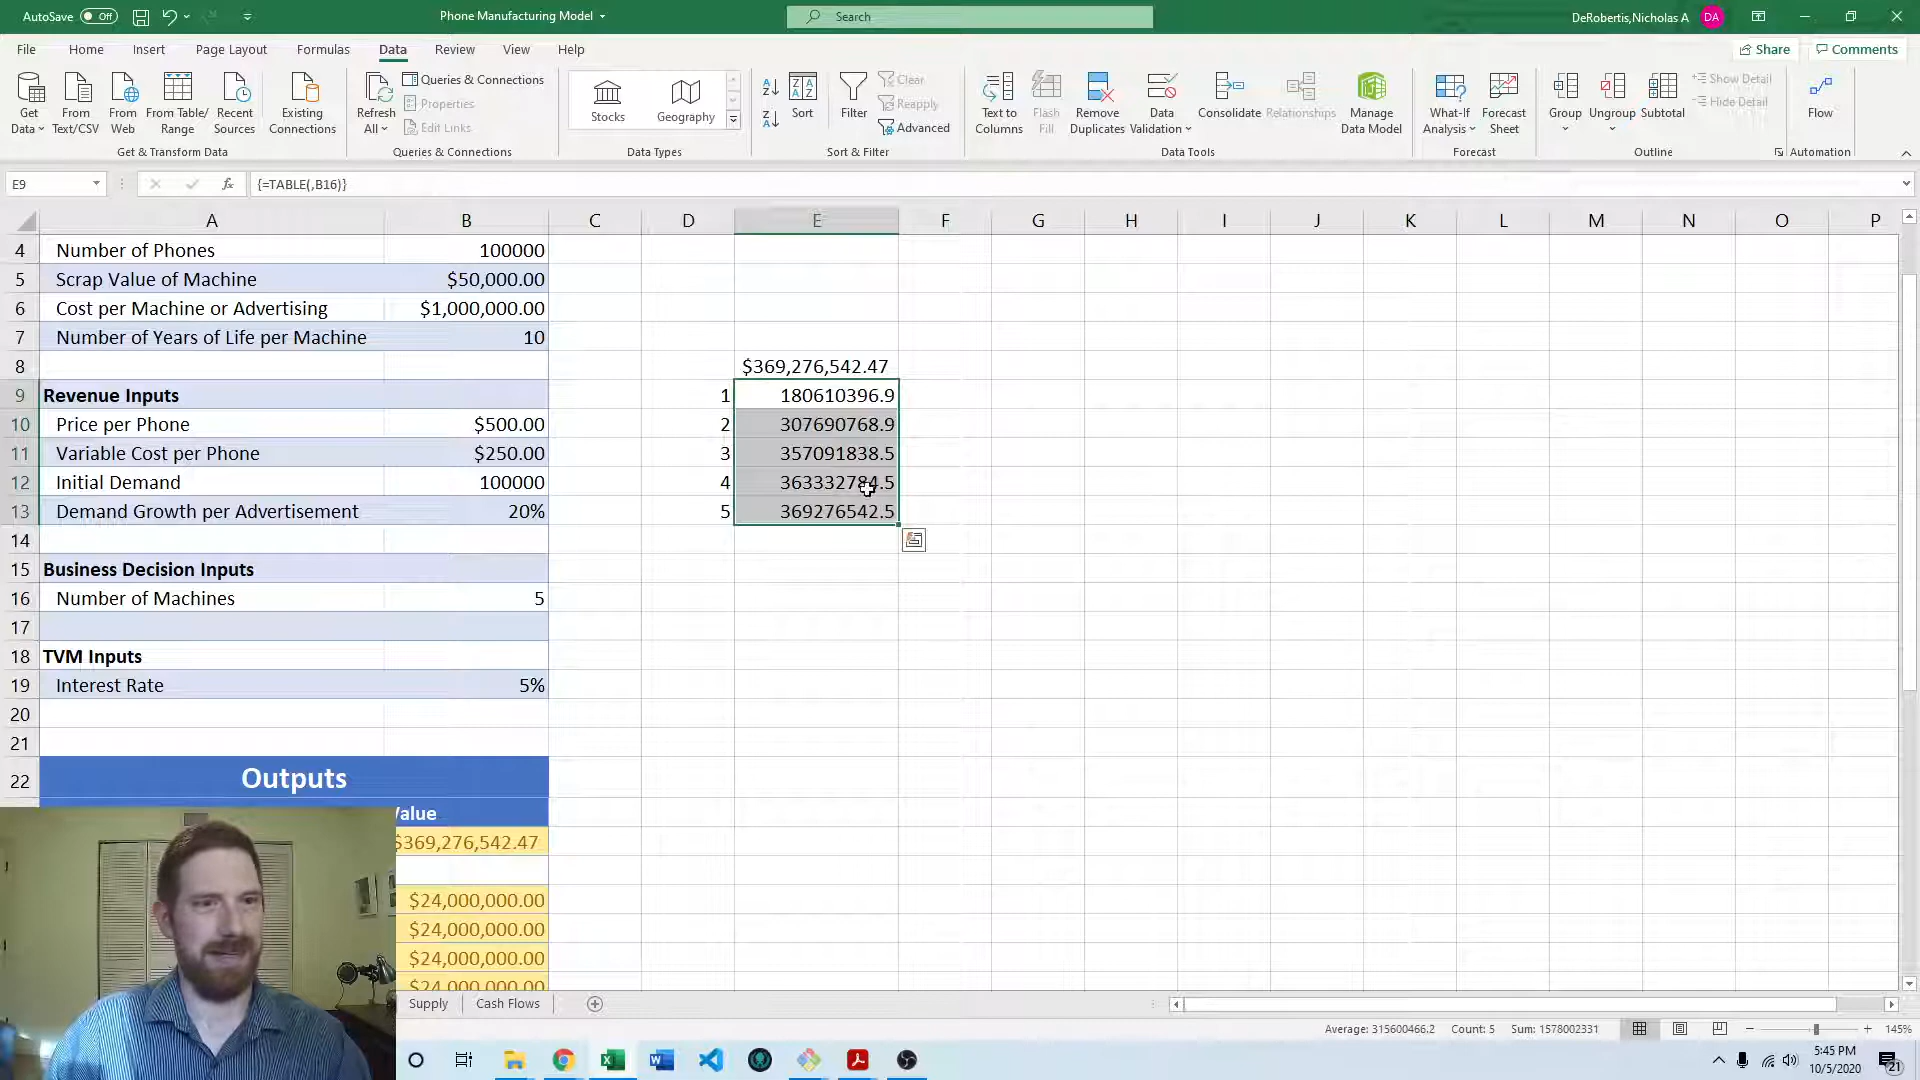 AutoSave Off
Phone Manufacturing Model
Search
DeRobertis,Nicholas A DA
File Home Insert Page Layout Formulas Data Review View Help
Share Comments
Get Data
From Text/CSV
From Web
From Table/ Range
Recent Sources
Existing Connections
Get & Transform Data
Refresh All
Queries & Connections
Properties
Edit Links
Queries & Connections
Stocks
Geography
Data Types
Sort
Filter
Clear
Reapply
Advanced
Sort & Filter
Text to Columns
Flash Fill
Remove Duplicates
Data Validation
Consolidate
Relationships
Manage Data Model
Data Tools
What-If Analysis
Forecast Sheet
Forecast
Group
Ungroup
Subtotal
Show Detail
Hide Detail
Outline
Flow
Automation
E9 fx {=TABLE(,B16)}
A B C D E F G H I J K L M N O P
4 Number of Phones 100000
5 Scrap Value of Machine $50,000.00
6 Cost per Machine or Advertising $1,000,000.00
7 Number of Years of Life per Machine 10
8 $369,276,542.47
9 Revenue Inputs 1 180610396.9
10 Price per Phone $500.00 2 307690768.9
11 Variable Cost per Phone $250.00 3 357091838.5
12 Initial Demand 100000 4 363332784.5
13 Demand Growth per Advertisement 20% 5 369276542.5
14
15 Business Decision Inputs
16 Number of Machines 5
17
18 TVM Inputs
19 Interest Rate 5%
20
21
22 Outputs
Value
$369,276,542.47
$24,000,000.00
$24,000,000.00
$24,000,000.00
$24,000,000.00
Supply Cash Flows
Average: 315600466.2 Count: 5 Sum: 1578002331 145%
5:45 PM
10/5/2020
21